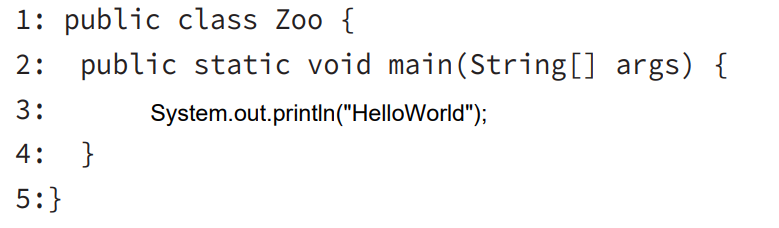 1: public class Zoo {
2:  public static void main(String[] args) {
3:      System.out.println("HelloWorld");
4:  }
5:}